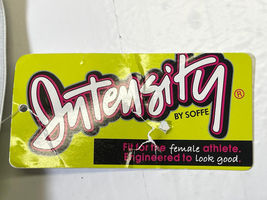 Intensity®
BY SOFFE
Fit for the female athlete.
Engineered to look good.